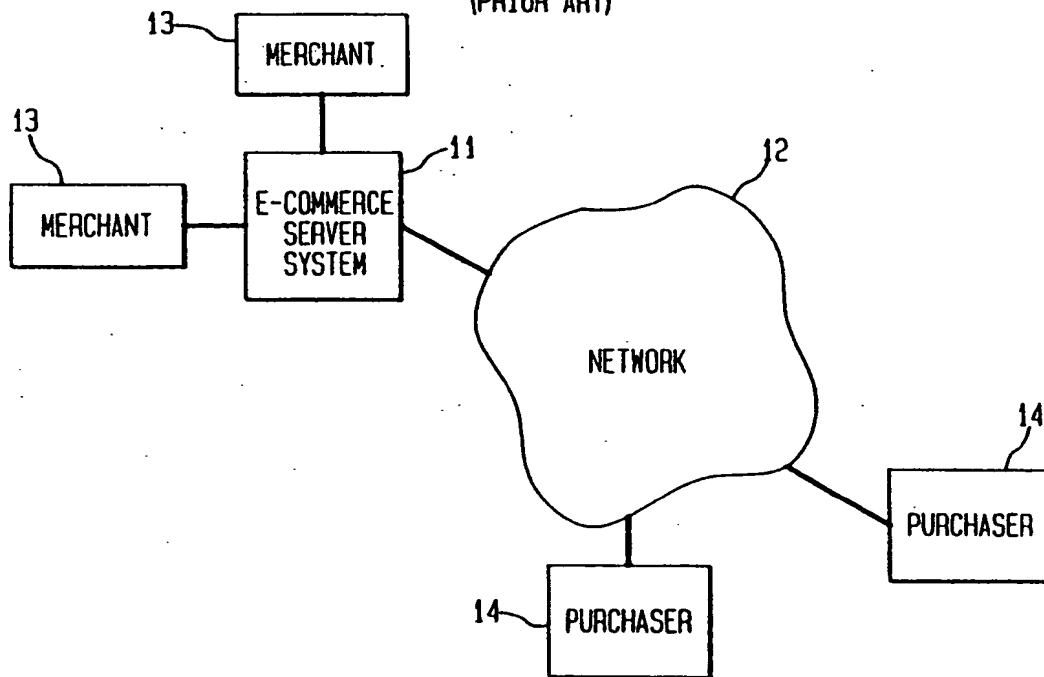 (PRIOR ART)
13
MERCHANT
13
MERCHANT
11
E-COMMERCE
SERVER
SYSTEM
12
NETWORK
14
PURCHASER
14
PURCHASER